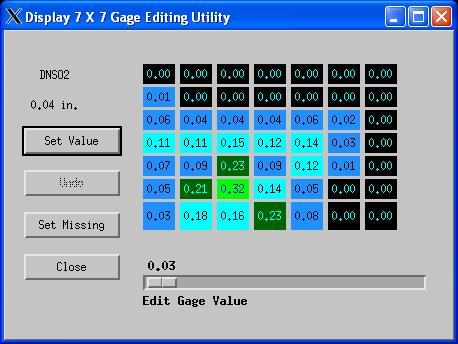 Display 7 X 7 Gage Editing Utility
DNSO2
0.04 in.
Set Value
Undo
Set Missing
Close
0.00 0.00 0.00 0.00 0.00 0.00 0.00
0.01 0.00 0.00 0.00 0.00 0.00 0.00
0.06 0.04 0.04 0.04 0.06 0.02 0.00
0.11 0.11 0.15 0.12 0.14 0.03 0.00
0.07 0.09 0.23 0.09 0.12 0.01 0.00
0.05 0.21 0.32 0.14 0.05 0.00 0.00
0.03 0.18 0.16 0.23 0.08 0.00 0.00
0.03
Edit Gage Value